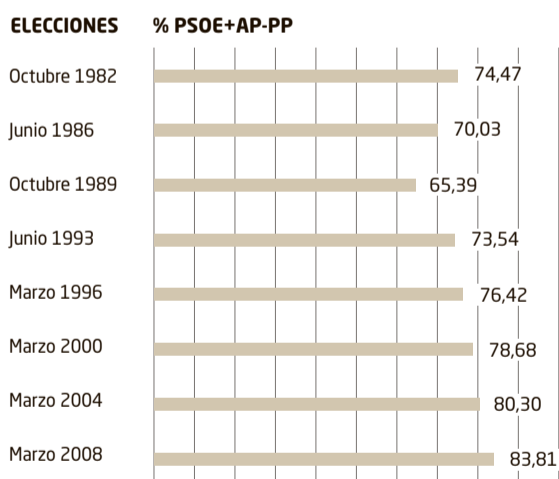 ELECCIONES % PSOE+AP-PP
Octubre 1982 74,47
Junio 1986 70,03
Octubre 1989 65,39
Junio 1993 73,54
Marzo 1996 76,42
Marzo 2000 78,68
Marzo 2004 80,30
Marzo 2008 83,81